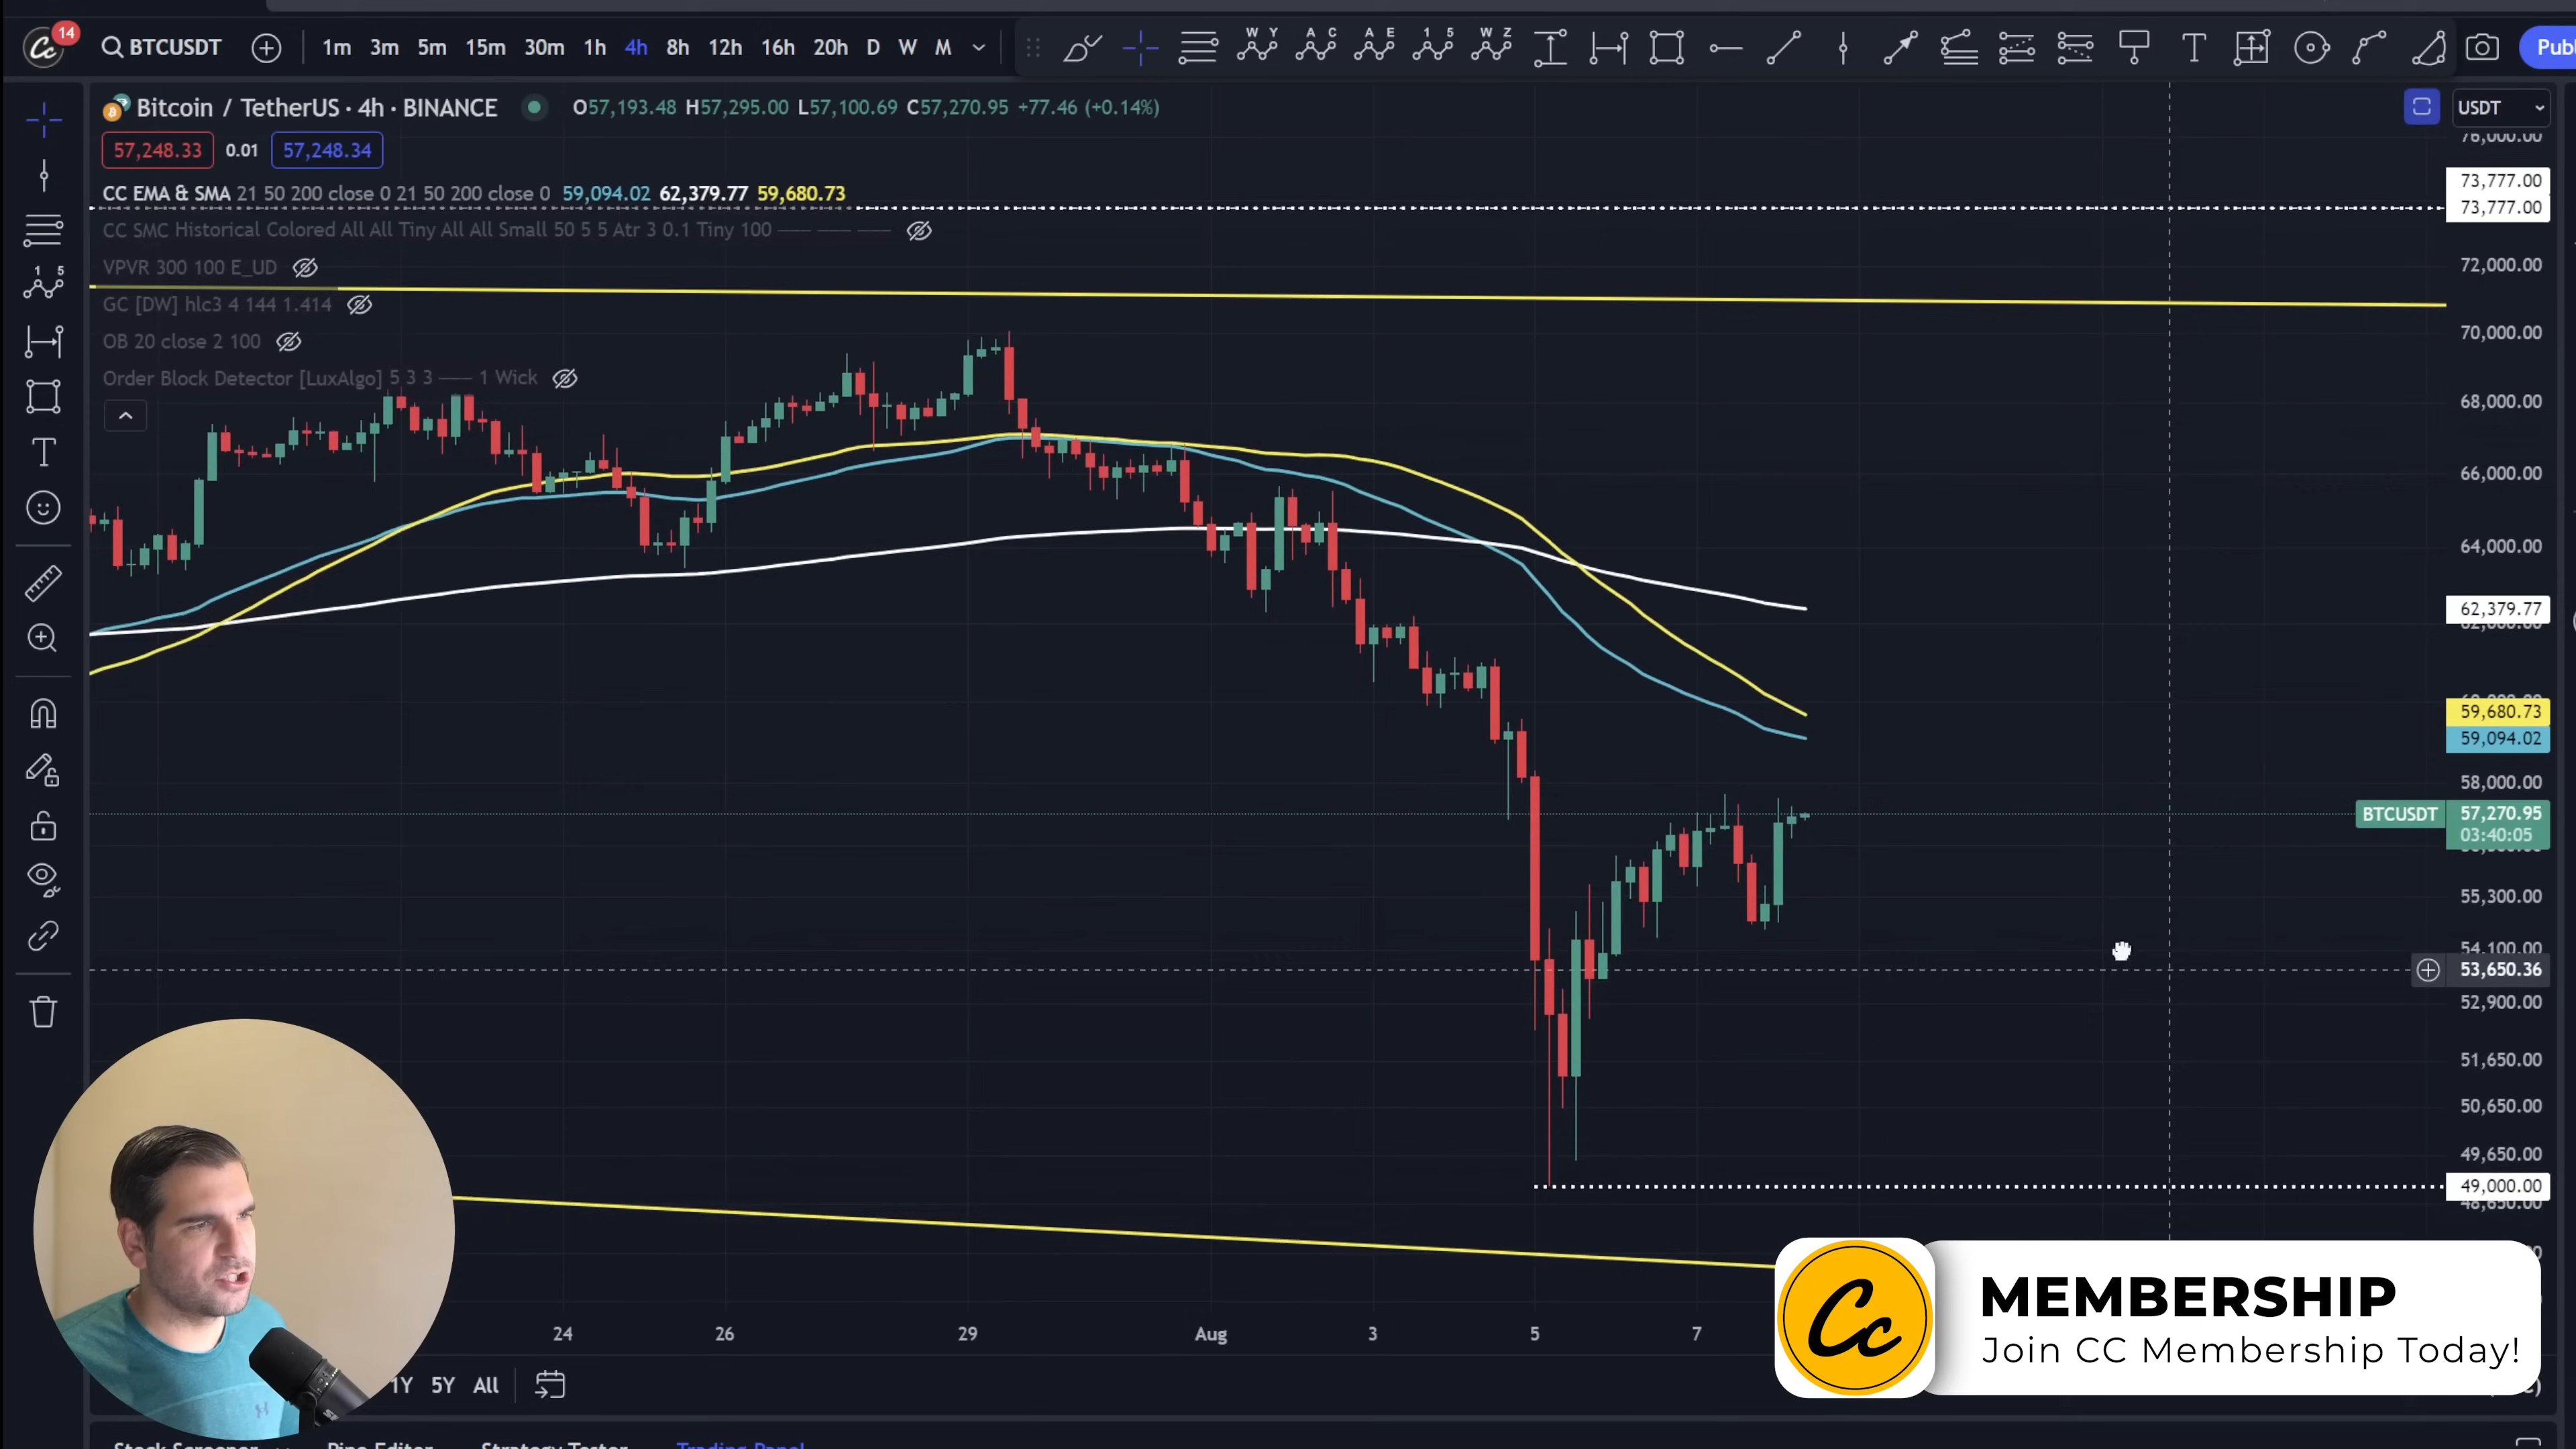 14
BTCUSDT
1m 3m 5m 15m 30m 1h 4h 8h 12h 16h 20h D W M
WY AC AE 15 WZ
Bitcoin / TetherUS · 4h · BINANCE
O57,193.48 H57,295.00 L57,100.69 C57,270.95 +77.46 (+0.14%)
USDT
57,248.33 0.01 57,248.34
CC EMA & SMA 21 50 200 close 0 21 50 200 close 0 59,094.02 62,379.77 59,680.73
CC SMC Historical Colored All All Tiny All All Small 50 5 5 Atr 3 0.1 Tiny 100
VPVR 300 100 E_UD
GC [DW] hlc3 4 144 1.414
OB 20 close 2 100
Order Block Detector [LuxAlgo] 5 3 3 1 Wick
73,777.00
73,777.00
72,000.00
70,000.00
68,000.00
66,000.00
64,000.00
62,379.77
59,680.73
59,094.02
58,000.00
BTCUSDT 57,270.95
03:40:05
55,300.00
54,100.00
53,650.36
52,900.00
51,650.00
50,650.00
49,650.00
49,000.00
1 5
24 26 29 Aug 3 5 7
1Y 5Y All
Cc
MEMBERSHIP
Join CC Membership Today!